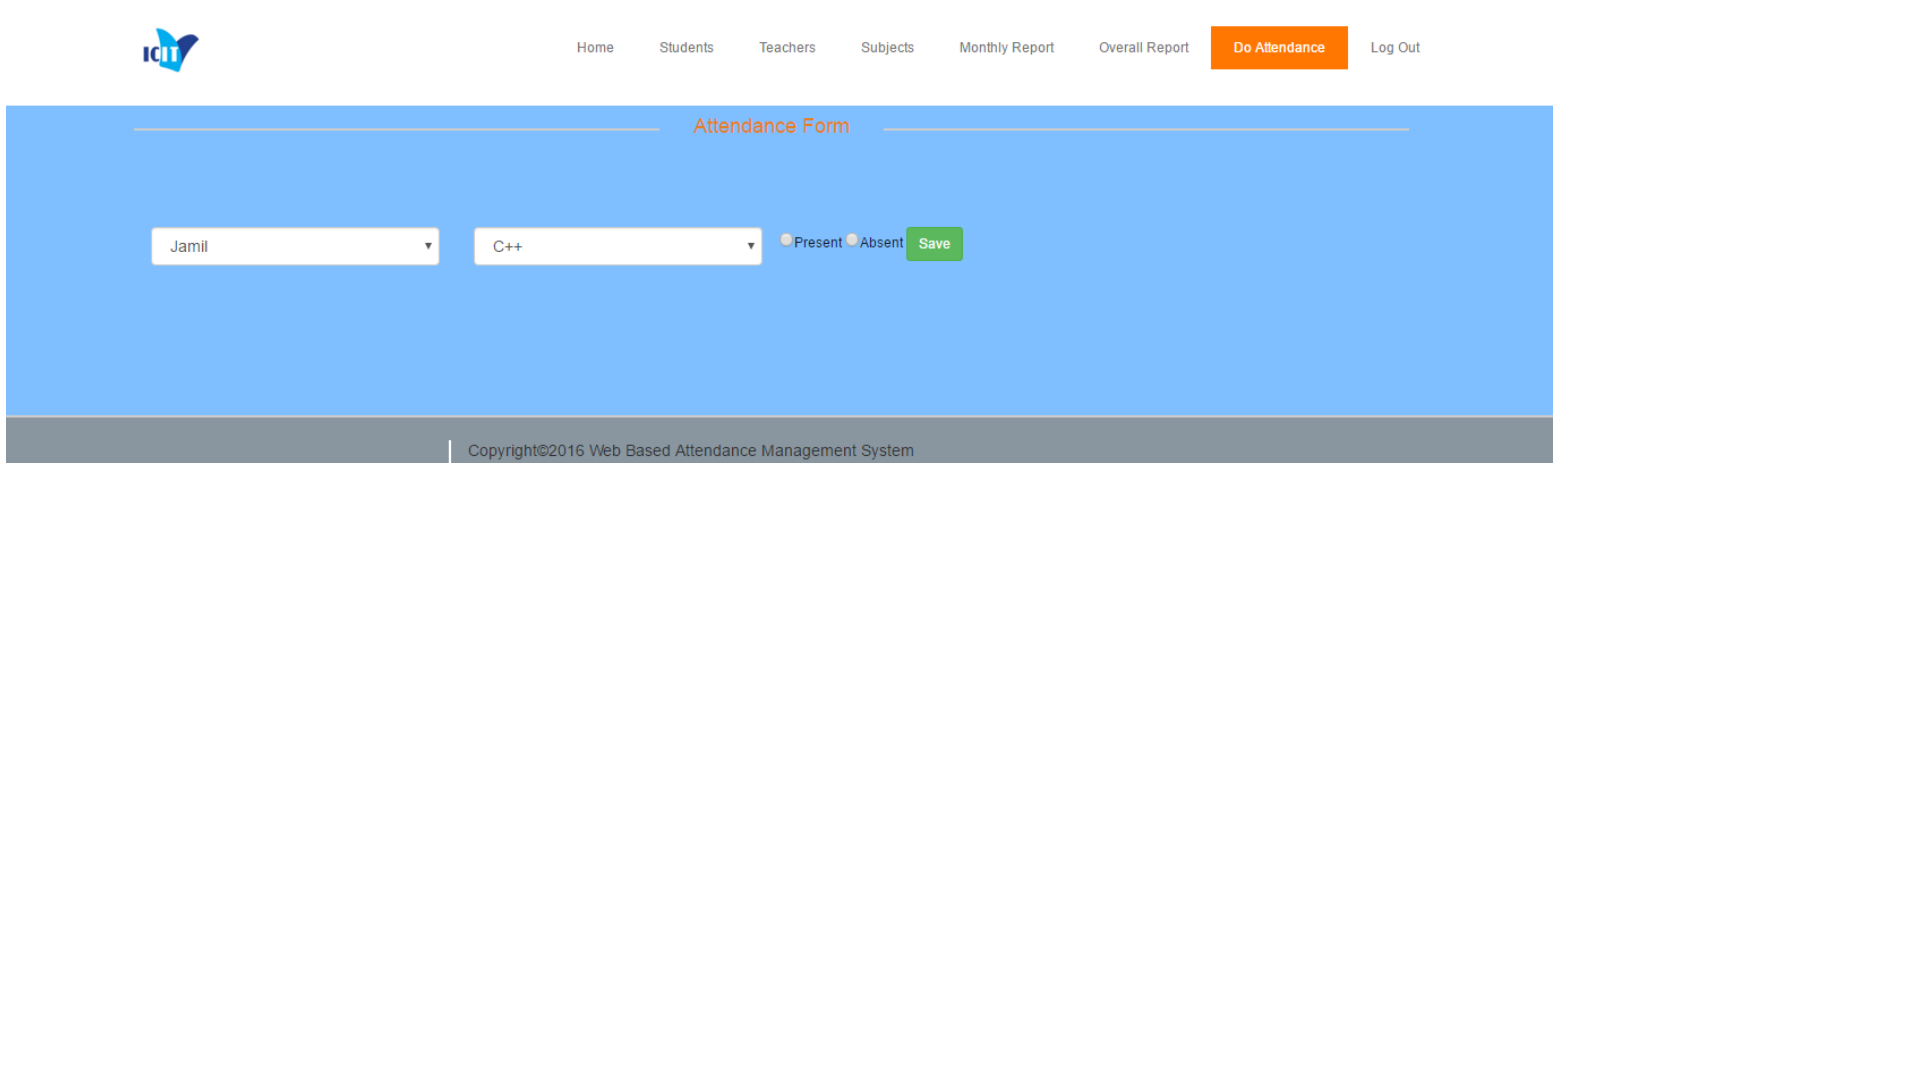 ICIT
Home Students Teachers Subjects Monthly Report Overall Report Do Attendance Log Out
Attendance Form
Jamil C++ Present Absent Save
Copyright©2016 Web Based Attendance Management System